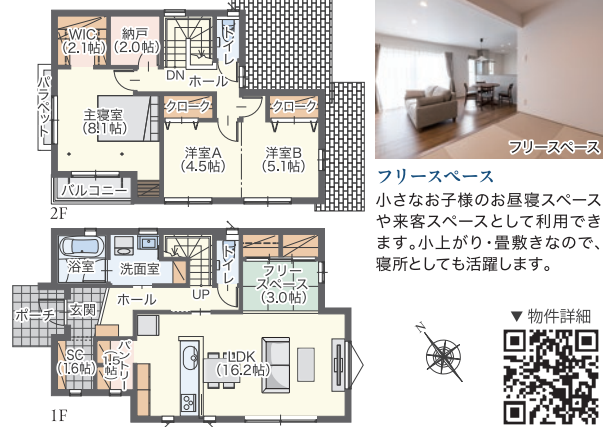 WIC
(2.1帖)
納戸
(2.0帖)
トイレ
DN ホール
パラペット
主寝室
(8.1帖)
クローク
クローク
洋室A
(4.5帖)
洋室B
(5.1帖)
バルコニー
2F
浴室
洗面室
トイレ
フリー
スペース
(3.0帖)
ホール
UP
ポーチ
玄関
SC
(1.6帖)
パントリー
(1.5帖)
LDK
(16.2帖)
1F
フリースペース
フリースペース
小さなお子様のお昼寝スペース
や来客スペースとして利用でき
ます。小上がり・畳敷きなので、
寝所としても活躍します。
N
▼ 物件詳細